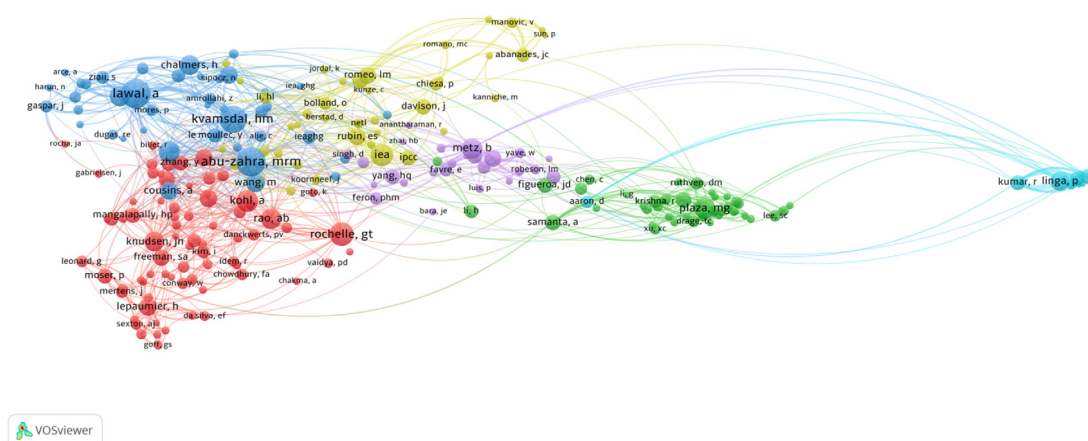 manovic, v
sun, p
romano, mc
abanades, jc
chalmers, h
arce, a
ziaii, s
sipocz, n
jordal, k
romeo, lm
harun, n
iea, ghg
kunze, c
chiesa, p
lawal, a
amrollahi, z
li, hl
kanniche, m
gaspar, j
mores, p
bolland, o
davison, j
berstad, d
kvamsdal, hm
netl
anantharaman, r
dugas, re
le moullec, y
alie, c
ieaghg
rubin, es
rocha, ja
billet, r
zhai, hb
metz, b
yave, w
singh, d
iea
ipcc
zhang, y
abu-zahra, mrm
favre, e
robeson, lm
gabrielsen, j
wang, m
koornneef, j
yang, hq
chen, c
ruthven, dm
kumar, r
linga, p
cousins, a
goto, k
luis, p
figueroa, jd
feron, phm
kohl, a
aaron, d
li, g
krishna, r
bara, je
li, h
plaza, mg
mangalapally, hp
rao, ab
lee, sc
samanta, a
drage, tc
xu, xc
danckwerts, pv
rochelle, gt
knudsen, jn
kim, i
freeman, sa
leonard, g
idem, r
vaidya, pd
moser, p
chowdhury, fa
conway, w
chakma, a
mertens, j
lepaumier, h
da silva, ef
sexton, aj
goff, gs
VOSviewer